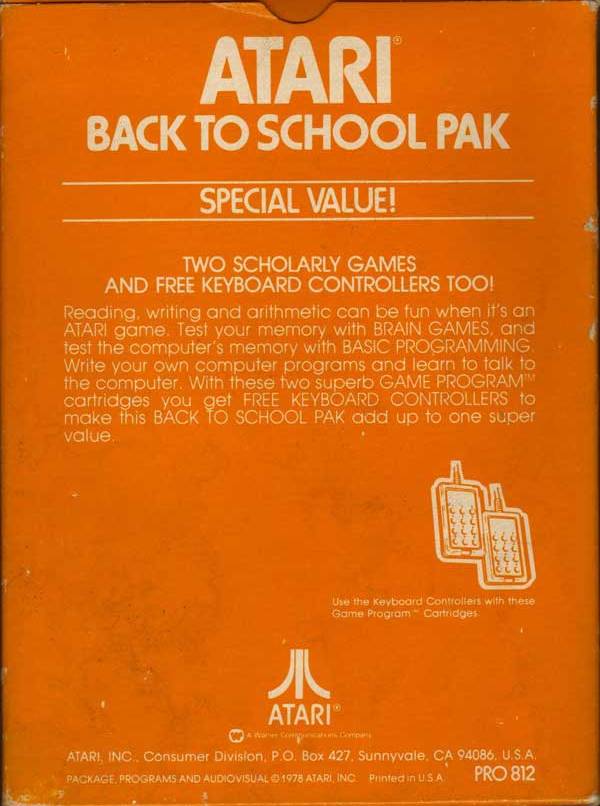 ATARI®
BACK TO SCHOOL PAK
SPECIAL VALUE!
TWO SCHOLARLY GAMES
AND FREE KEYBOARD CONTROLLERS TOO!
Reading, writing and arithmetic can be fun when it's an
ATARI game. Test your memory with BRAIN GAMES, and
test the computer's memory with BASIC PROGRAMMING.
Write your own computer programs and learn to talk to
the computer. With these two superb GAME PROGRAM™
cartridges you get FREE KEYBOARD CONTROLLERS to
make this BACK TO SCHOOL PAK add up to one super
value.
Use the Keyboard Controllers with these
Game Program™ Cartridges.
ATARI®
A Warner Communications Company
ATARI, INC., Consumer Division, P.O. Box 427, Sunnyvale, CA 94086, U.S.A.
PACKAGE, PROGRAMS AND AUDIOVISUAL © 1978 ATARI, INC. Printed in U.S.A. PRO 812